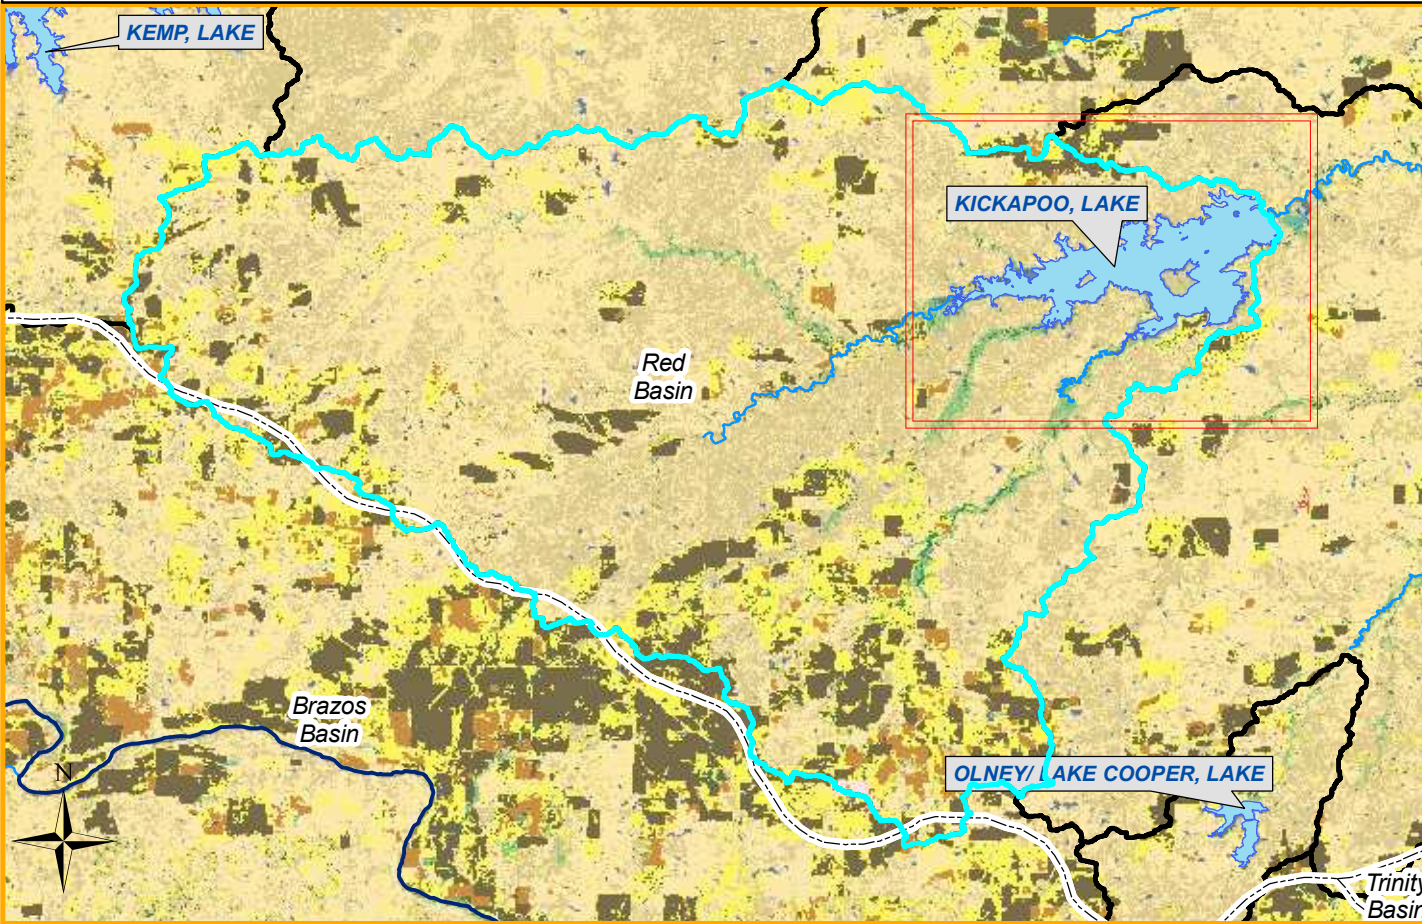 KEMP, LAKE
KICKAPOO, LAKE
Red
Basin
Brazos
Basin
N
OLNEY/ LAKE COOPER, LAKE
Trinity
Basin